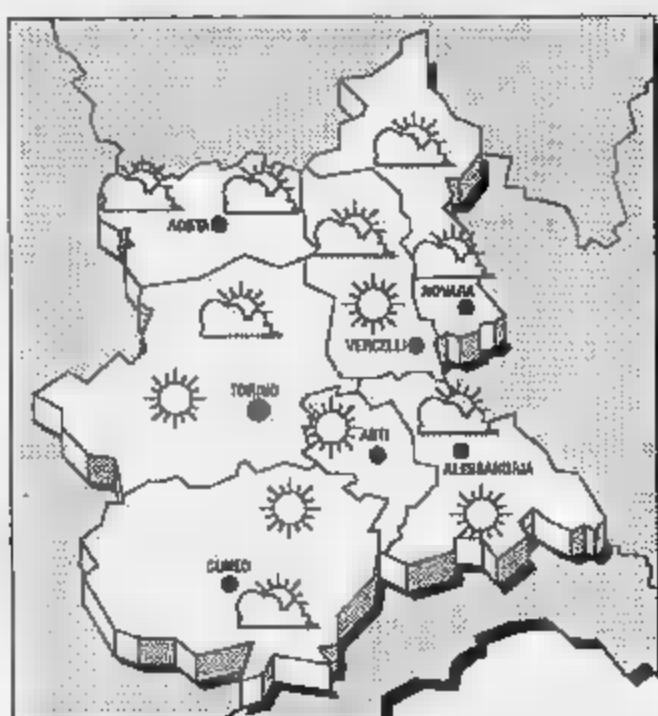 AOSTA
NOVARA
VERCELLI
TORINO
ASTI
ALESSANDRIA
CUNEO